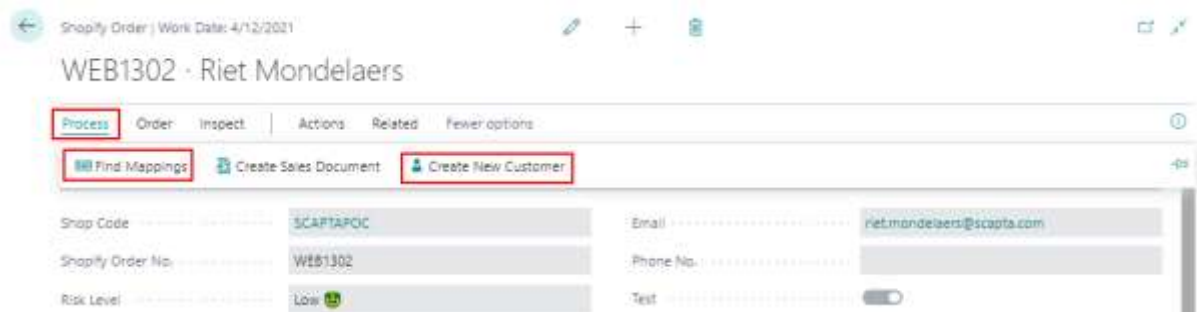 Shopify Order | Work Date: 4/12/2021
WEB1302 · Riet Mondelaers
Process Order Inspect | Actions Related Fewer options
Find Mappings Create Sales Document Create New Customer
Shop Code SCAPTAPOC Email riet.mondelaers@scapta.com
Shopify Order No. WEB1302 Phone No.
Risk Level Low Test